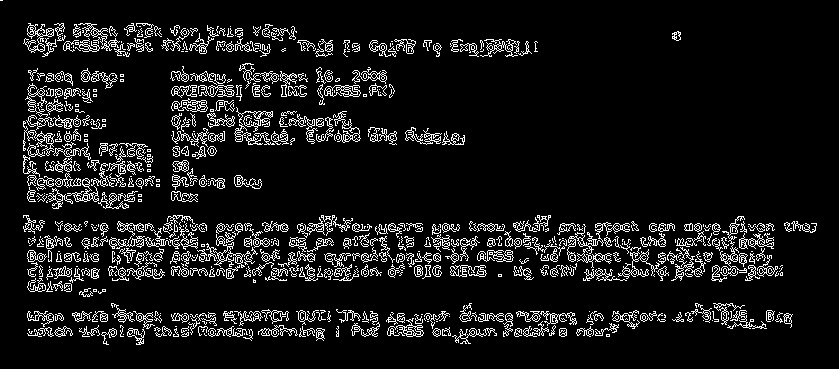 Best Stock Pick for this Year!
Get ARSS First Thing Monday , This Is Going To Explode!!!
Trade Date: Monday, October 16, 2006
Company: AMEROSSI EC INC (ARSS.PK)
Stock: ARSS.PK
Category: Oil and Gas Industry
Region: United States, Europe and Russia,
Current Price: $4.10
1 Week Target: $8,
Recommendation: Strong Buy
Expectations: Max
If You've been alive over the past few years you know that any stock can move given the
right circumstances. As soon as an alert is issued almost instantly the market goes
Balistic ! Take advantage of the current price on ARSS , we expect to see it begin
climbing Monday Morning in anticipation of BIG NEWS . We feel you could see 200-300%
Gains
When this Stock moves WATCH OUT! This is your chance to get in before it BLOWS. Big
watch in play this Monday morning ! Put ARSS on your radar's now.